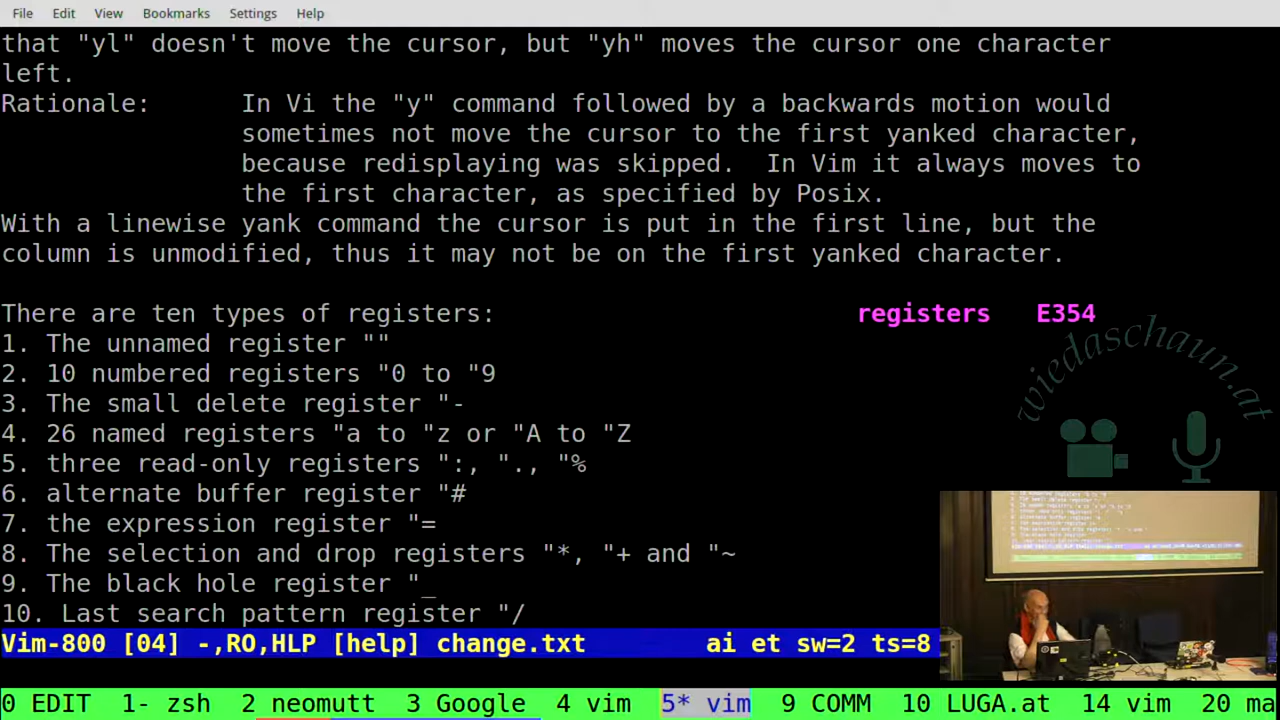 File Edit View Bookmarks Settings Help
that "yl" doesn't move the cursor, but "yh" moves the cursor one character
left.
Rationale: In Vi the "y" command followed by a backwards motion would
sometimes not move the cursor to the first yanked character,
because redisplaying was skipped. In Vim it always moves to
the first character, as specified by Posix.
With a linewise yank command the cursor is put in the first line, but the
column is unmodified, thus it may not be on the first yanked character.
There are ten types of registers: registers E354
1. The unnamed register ""
2. 10 numbered registers "0 to "9
3. The small delete register "-
4. 26 named registers "a to "z or "A to "Z
5. three read-only registers ":, "., "%
6. alternate buffer register "#
7. the expression register "=
8. The selection and drop registers "*, "+ and "~
9. The black hole register "_
10. Last search pattern register "/
wiedaschaun.at
Vim-800 [04] -,RO,HLP [help] change.txt ai et sw=2 ts=8
0 EDIT 1- zsh 2 neomutt 3 Google 4 vim 5* vim 9 COMM 10 LUGA.at 14 vim 20 ma